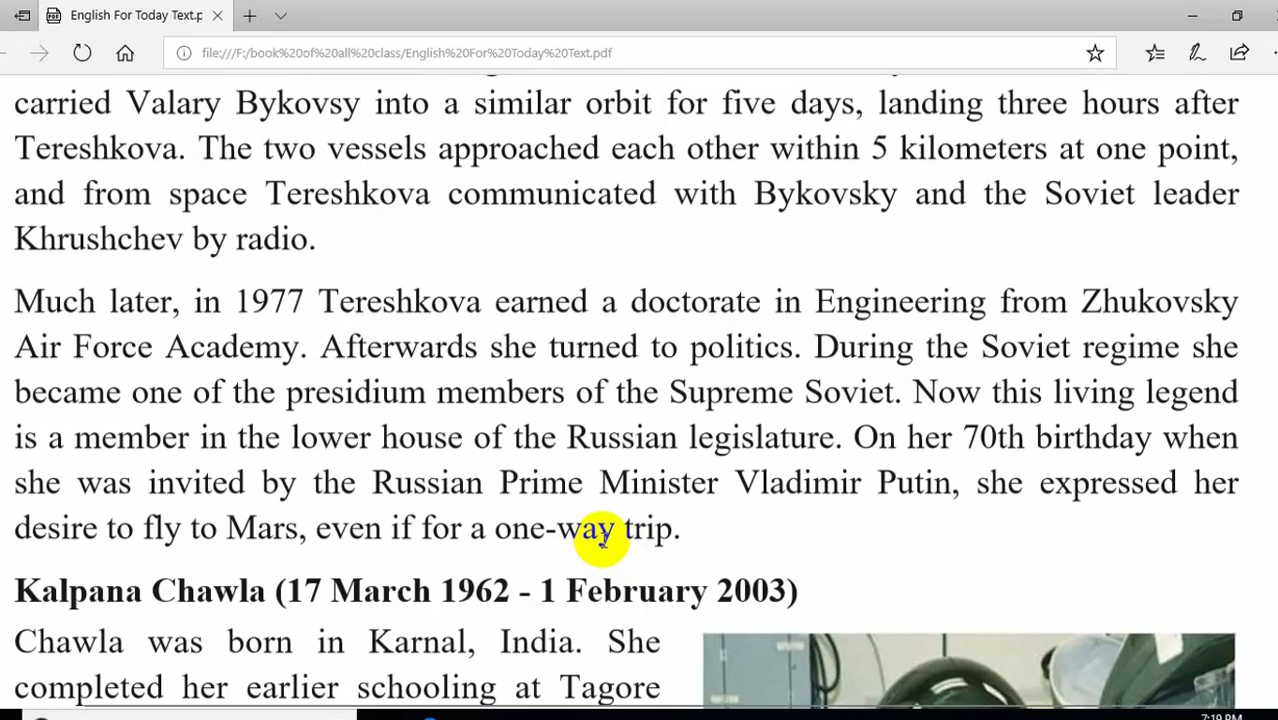 English For Today Text.p
file:///F:/book%20of%20all%20class/English%20For%20Today%20Text.pdf
carried Valary Bykovsy into a similar orbit for five days, landing three hours after
Tereshkova. The two vessels approached each other within 5 kilometers at one point,
and from space Tereshkova communicated with Bykovsky and the Soviet leader
Khrushchev by radio.
Much later, in 1977 Tereshkova earned a doctorate in Engineering from Zhukovsky
Air Force Academy. Afterwards she turned to politics. During the Soviet regime she
became one of the presidium members of the Supreme Soviet. Now this living legend
is a member in the lower house of the Russian legislature. On her 70th birthday when
she was invited by the Russian Prime Minister Vladimir Putin, she expressed her
desire to fly to Mars, even if for a one-way trip.
Kalpana Chawla (17 March 1962 - 1 February 2003)
Chawla was born in Karnal, India. She
completed her earlier schooling at Tagore
7:19 PM